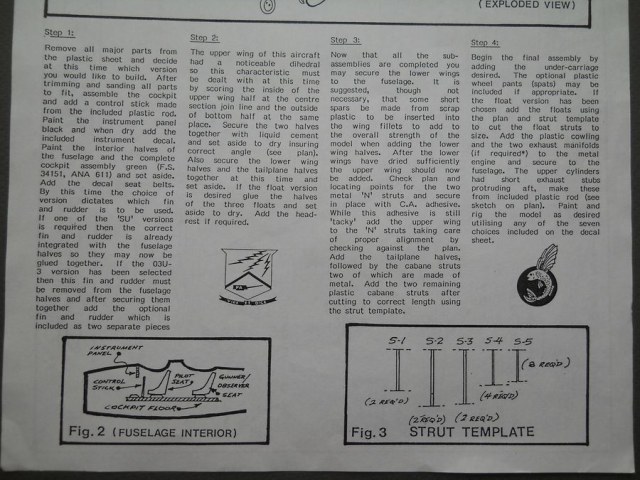 (EXPLODED VIEW)
Step 1:
Remove all major parts from
the plastic sheet and decide
at this time which version
you would like to build. After
trimming and sanding all parts
to fit, assemble the cockpit
and add a control stick made
from the included plastic rod.
Paint the instrument panel
black and when dry add the
included instrument decal.
Paint the interior halves of
the fuselage and the complete
cockpit assembly green (F.S.
34151, ANA 611) and set aside.
Add the decal seat belts.
By this time the choice of
version dictates which fin
and rudder is to be used.
If one of the 'SU' versions
is required then the correct
fin and rudder is already
integrated with the fuselage
halves so they may now be
glued together. If the O3U-
3 version has been selected
then this fin and rudder must
be removed from the fuselage
halves and after securing them
together add the optional
fin and rudder which is
included as two separate pieces
Step 2:
The upper wing of this aircraft
had a noticeable dihedral
so this characteristic must
be dealt with at this time
by scoring the inside of the
upper wing half at the centre
section join line and the outside
of bottom half at the same
place. Secure the two halves
together with liquid cement
and set aside to dry insuring
correct angle (see plan).
Also secure the lower wing
halves and the tailplane halves
together at this time and
set aside. If the float version
is desired glue the halves
of the three floats and set
aside to dry. Add the head-
rest if required.
Step 3:
Now that all the sub-
assemblies are completed you
may secure the lower wings
to the fuselage. It is
suggested, though not
necessary, that some short
spars be made from scrap
plastic to be inserted into
the wing fillets to add to
the overall strength of the
model when adding the lower
wing halves. After the lower
wings have dried sufficiently
the upper wing should now
be added. Check plan and
locating points for the two
metal 'N' struts and secure
in place with C.A. adhesive.
While this adhesive is still
'tacky' add the upper wing
to the 'N' struts taking care
of proper alignment by
checking against the plan.
Add the tailplane halves,
followed by the cabane struts
two of which are made of
metal. Add the two remaining
plastic cabane struts after
cutting to correct length using
the strut template.
Step 4:
Begin the final assembly by
adding the under-carriage
desired. The optional plastic
wheel pants (spats) may be
included if appropriate. If
the float version has been
chosen add the floats using
the plan and strut template
to cut the float struts to
size. Add the plastic cowling
and the two exhaust manifolds
(if required*) to the metal
engine and secure to the
fuselage. The upper cylinders
had short exhaust stubs
protruding aft, make these
from included plastic rod (see
sketch on plan). Paint and
rig the model as desired
utilising any of the seven
choices included on the decal
sheet.
INSTRUMENT
PANEL
CONTROL
STICK
PILOT
SEAT
GUNNER/
OBSERVER
SEAT
COCKPIT FLOOR
Fig. 2 (FUSELAGE INTERIOR)
S-1 S-2 S-3 S-4 S-5
(8 REQ'D)
(2 REQ'D)
(4 REQ'D)
(2 REQ'D) (2 REQ'D)
Fig. 3 STRUT TEMPLATE